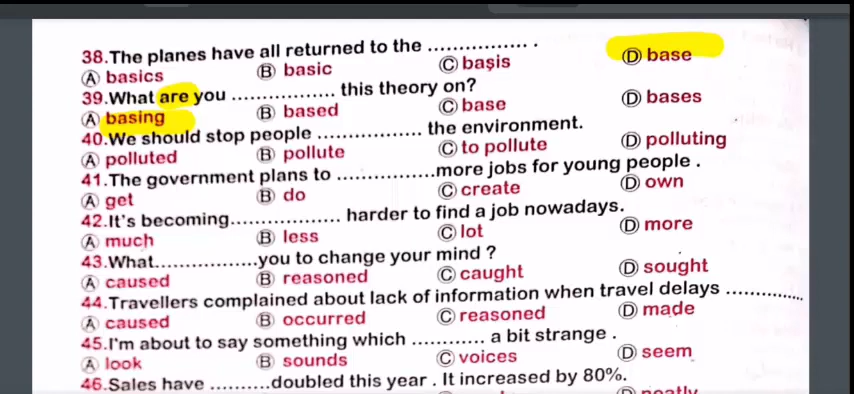 38.The planes have all returned to the ................. .
Ⓐ basics Ⓑ basic Ⓒ basis Ⓓ base
39.What are you ................. this theory on?
Ⓐ basing Ⓑ based Ⓒ base Ⓓ bases
40.We should stop people ................. the environment.
Ⓐ polluted Ⓑ pollute Ⓒ to pollute Ⓓ polluting
41.The government plans to .................more jobs for young people .
Ⓐ get Ⓑ do Ⓒ create Ⓓ own
42.It's becoming.................. harder to find a job nowadays.
Ⓐ much Ⓑ less Ⓒ lot Ⓓ more
43.What.................you to change your mind ?
Ⓐ caused Ⓑ reasoned Ⓒ caught Ⓓ sought
44.Travellers complained about lack of information when travel delays .............
Ⓐ caused Ⓑ occurred Ⓒ reasoned Ⓓ made
45.I'm about to say something which ............ a bit strange .
Ⓐ look Ⓑ sounds Ⓒ voices Ⓓ seem
46.Sales have ..........doubled this year . It increased by 80%.